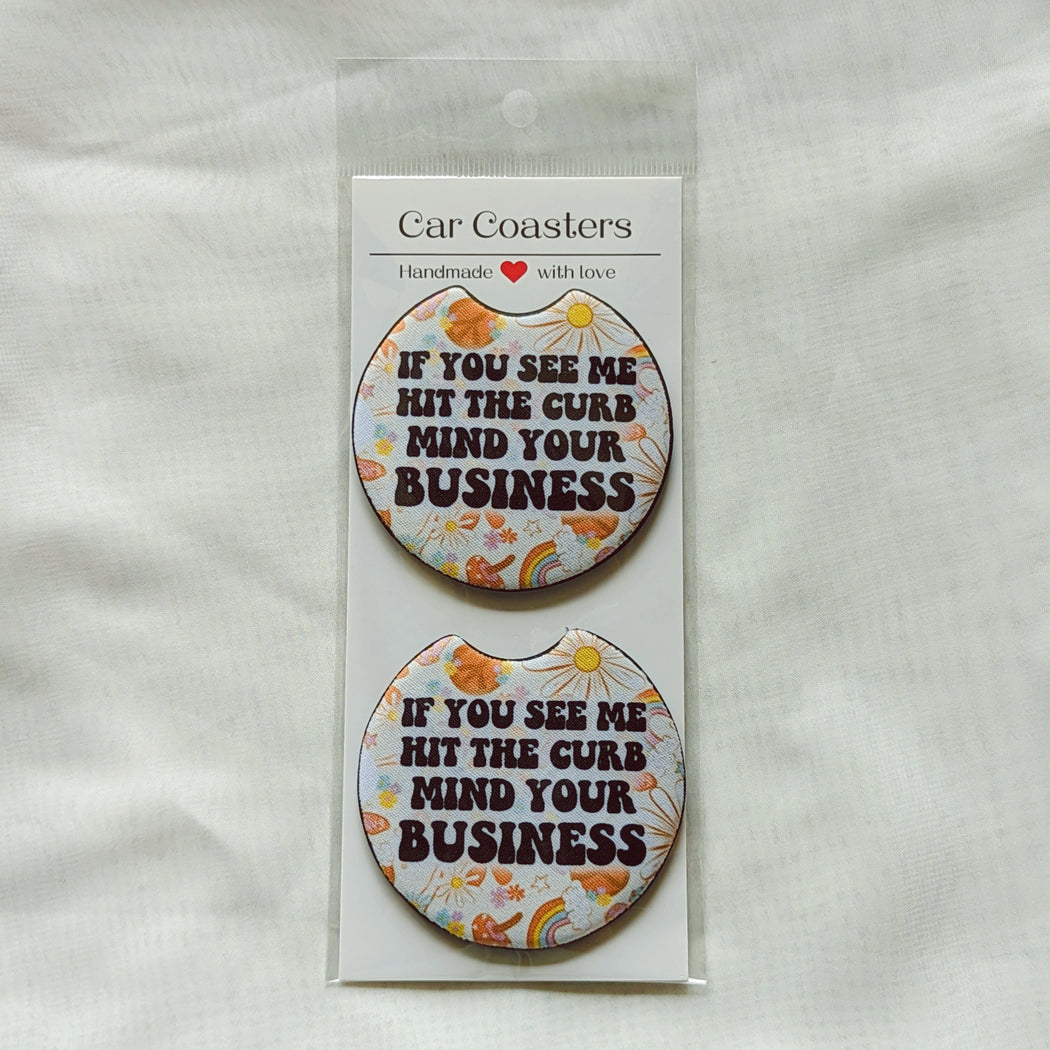 Car Coasters
Handmade with love
IF YOU SEE ME
HIT THE CURB
MIND YOUR
BUSINESS
IF YOU SEE ME
HIT THE CURB
MIND YOUR
BUSINESS